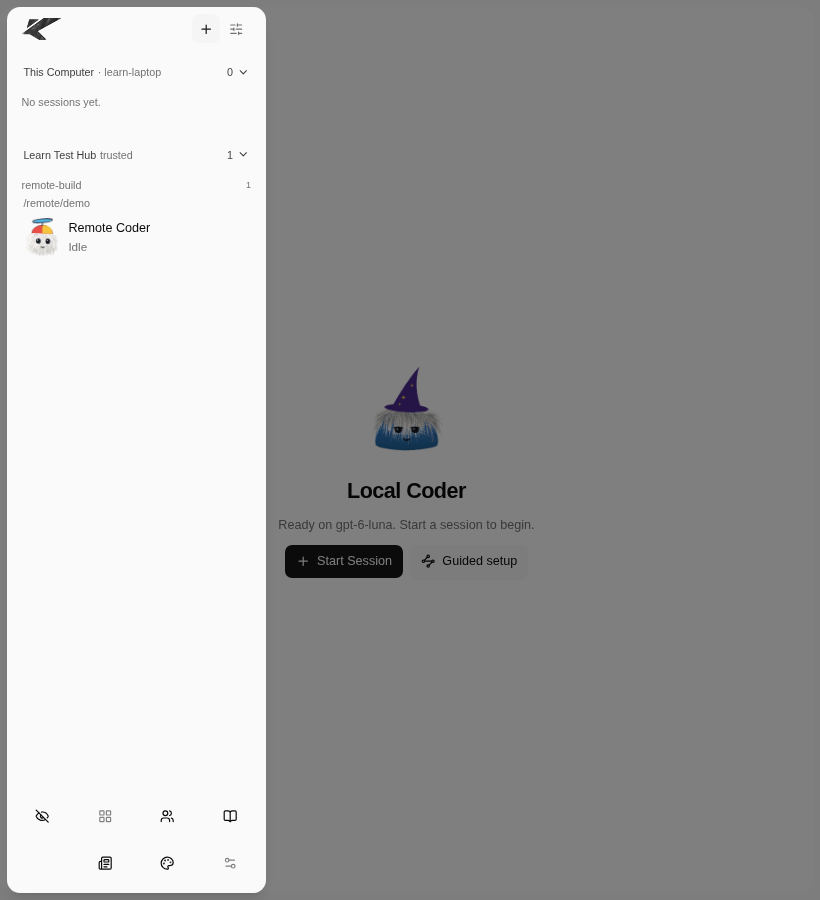 This Computer · learn-laptop 0
No sessions yet.
Learn Test Hub trusted 1
remote-build 1
/remote/demo
Remote Coder
Idle
Local Coder
Ready on gpt-6-luna. Start a session to begin.
Start Session Guided setup